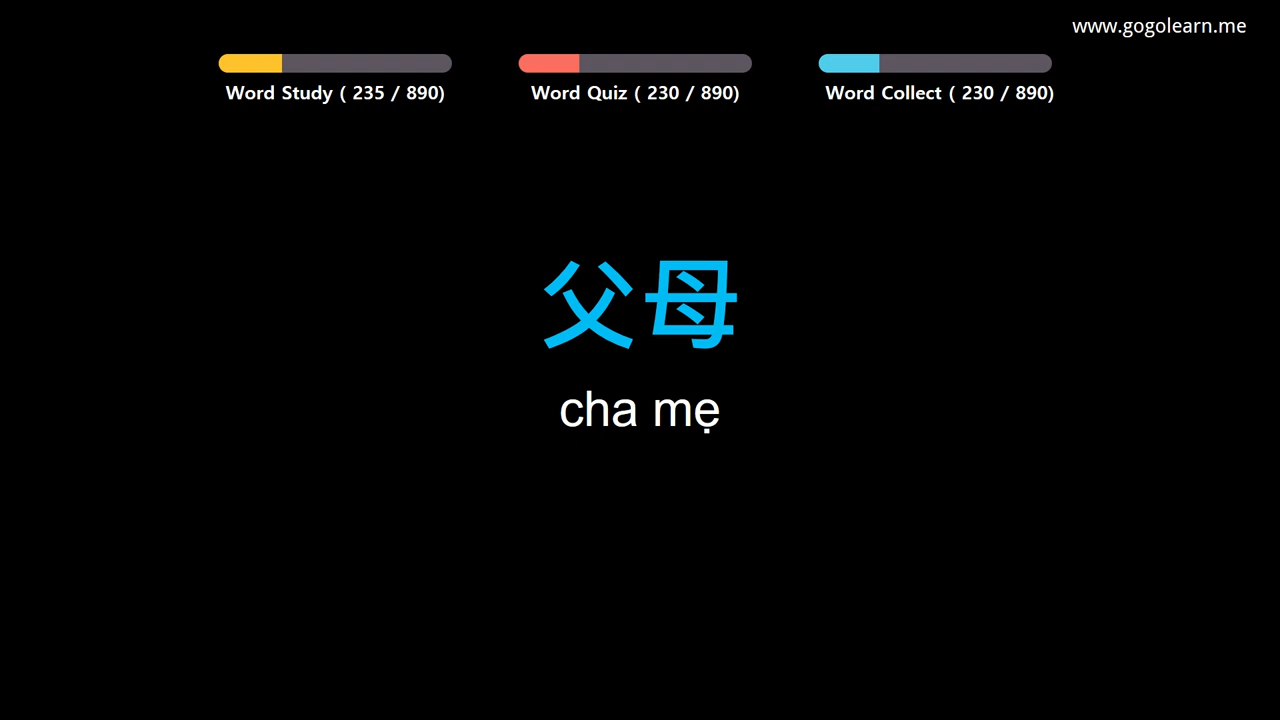 www.gogolearn.me
Word Study ( 235 / 890)
Word Quiz ( 230 / 890)
Word Collect ( 230 / 890)
父母
cha mẹ